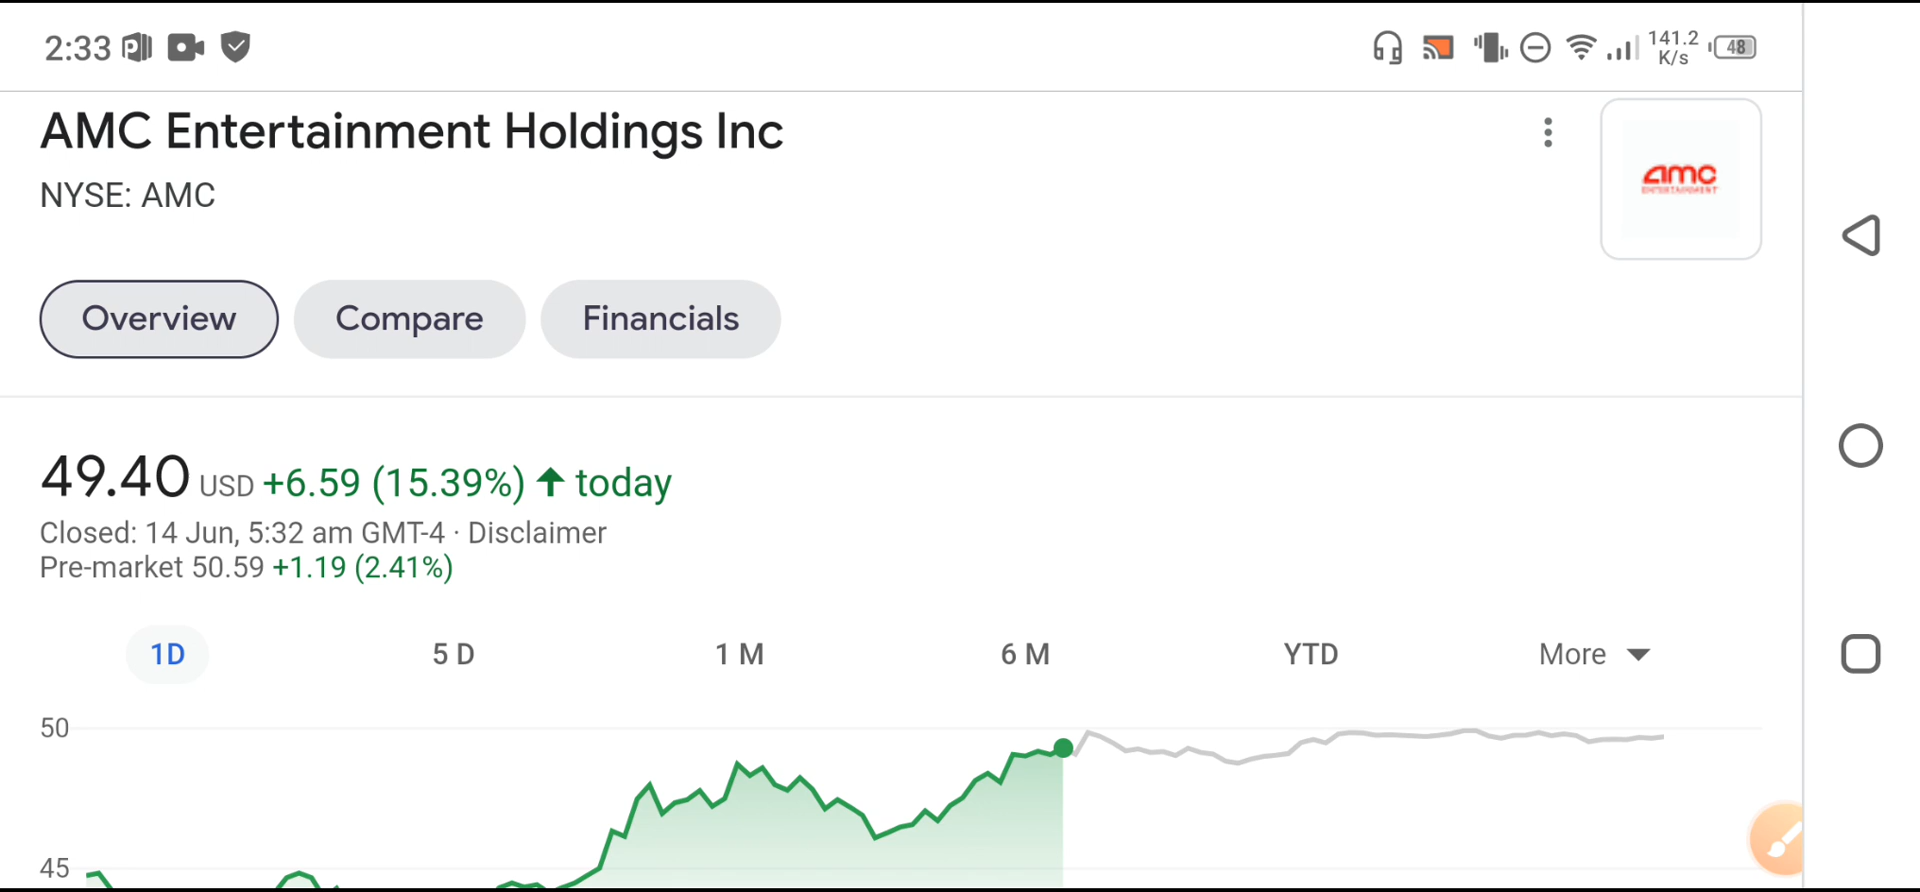 2:33
141.2
K/s
48
AMC Entertainment Holdings Inc
NYSE: AMC
amc
ENTERTAINMENT
Overview Compare Financials
49.40 USD +6.59 (15.39%) ↑ today
Closed: 14 Jun, 5:32 am GMT-4 · Disclaimer
Pre-market 50.59 +1.19 (2.41%)
1D 5 D 1 M 6 M YTD More
50
45